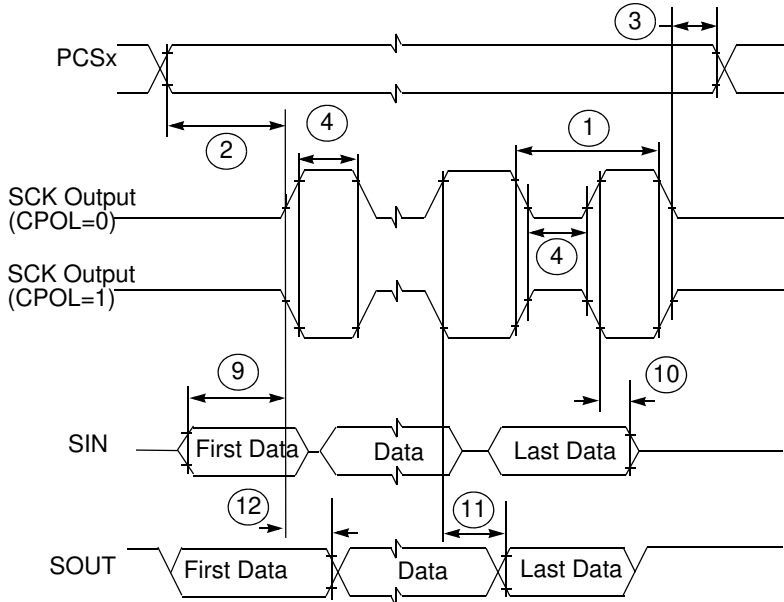 3
PCSx
2
4
1
SCK Output
(CPOL=0)
4
SCK Output
(CPOL=1)
9
10
SIN
First Data
Data
Last Data
12
11
SOUT
First Data
Data
Last Data